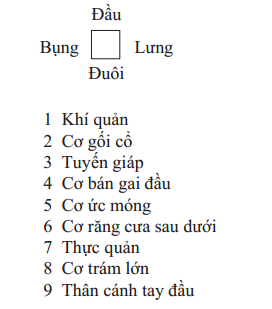 Đầu
Bụng Lưng
Đuôi
1 Khí quản
2 Cơ gối cổ
3 Tuyến giáp
4 Cơ bán gai đầu
5 Cơ ức móng
6 Cơ răng cưa sau dưới
7 Thực quản
8 Cơ trám lớn
9 Thân cánh tay đầu